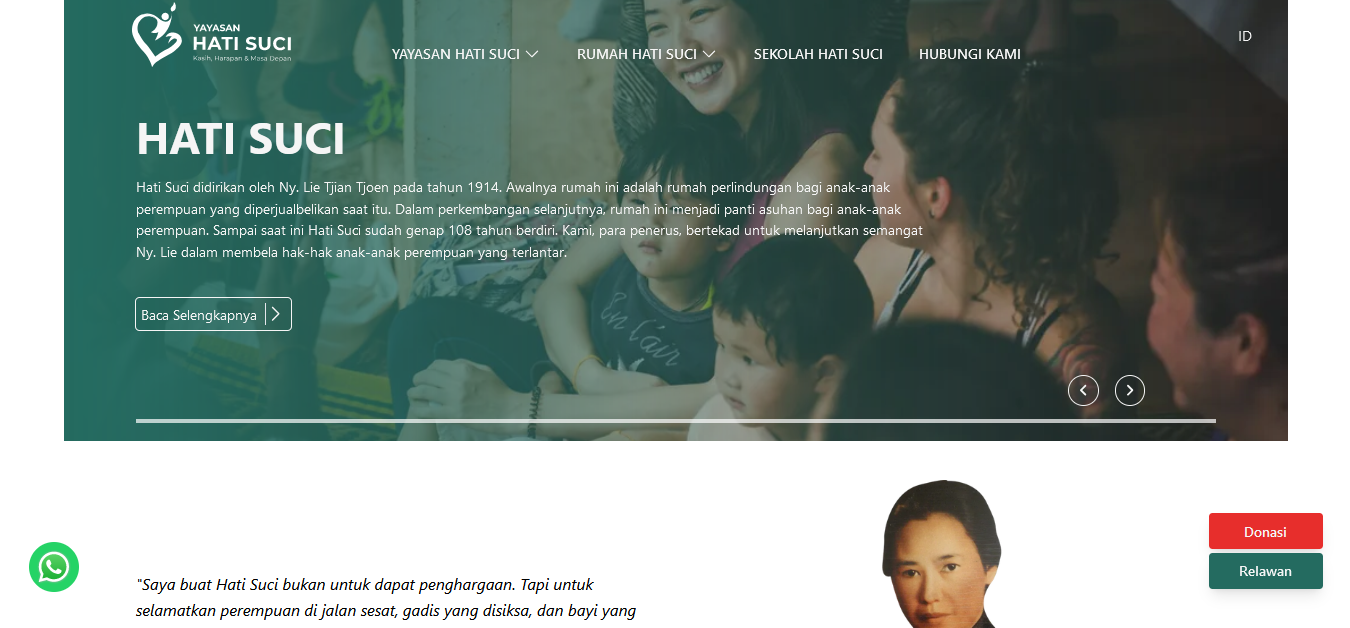 YAYASAN
HATI SUCI
Kasih, Harapan & Masa Depan
YAYASAN HATI SUCI
RUMAH HATI SUCI
SEKOLAH HATI SUCI
HUBUNGI KAMI
ID
HATI SUCI
Hati Suci didirikan oleh Ny. Lie Tjian Tjoen pada tahun 1914. Awalnya rumah ini adalah rumah perlindungan bagi anak-anak
perempuan yang diperjualbelikan saat itu. Dalam perkembangan selanjutnya, rumah ini menjadi panti asuhan bagi anak-anak
perempuan. Sampai saat ini Hati Suci sudah genap 108 tahun berdiri. Kami, para penerus, bertekad untuk melanjutkan semangat
Ny. Lie dalam membela hak-hak anak-anak perempuan yang terlantar.
Baca Selengkapnya
En L'air
"Saya buat Hati Suci bukan untuk dapat penghargaan. Tapi untuk
selamatkan perempuan di jalan sesat, gadis yang disiksa, dan bayi yang
Donasi
Relawan